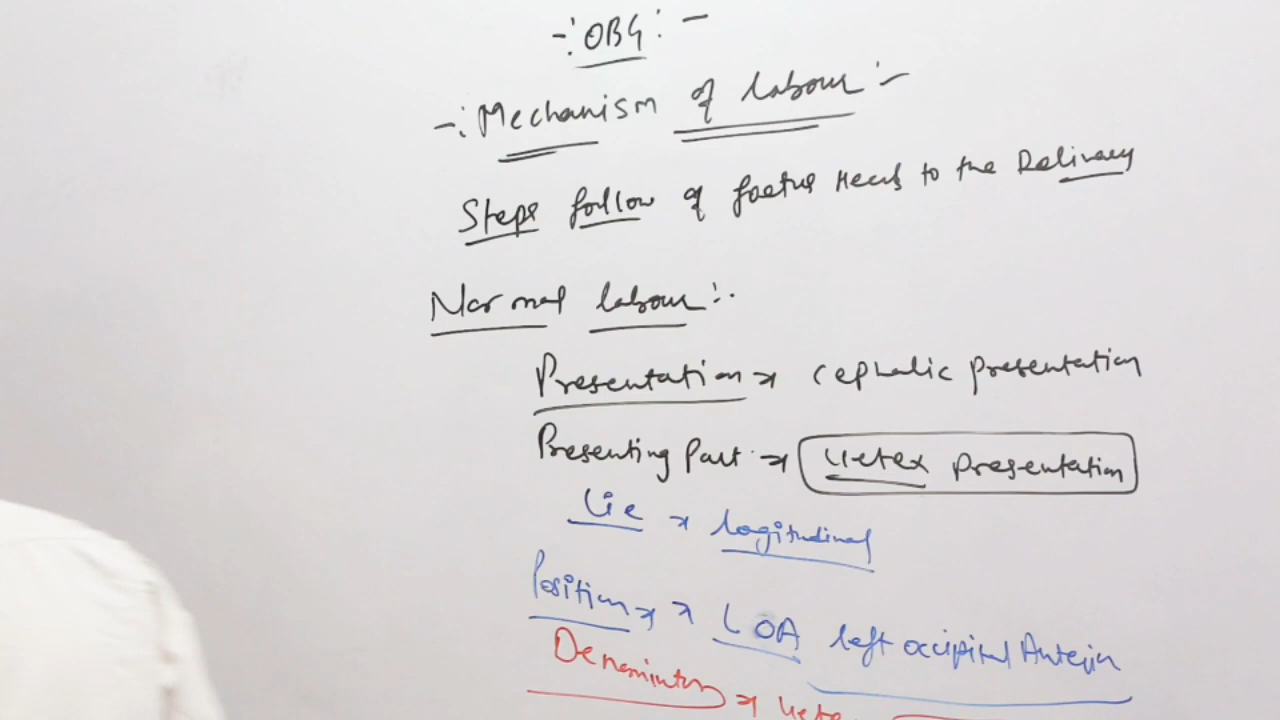 -: OBG :-
-: Mechanism of labour :-
Steps follow of foetus Head to the Delivery
Normal labour :-
Presentation → cephalic presentation
Presenting Part → Vertex presentation
Lie → logitudinal
Position → → LOA left occipital Anterior
Denominator →